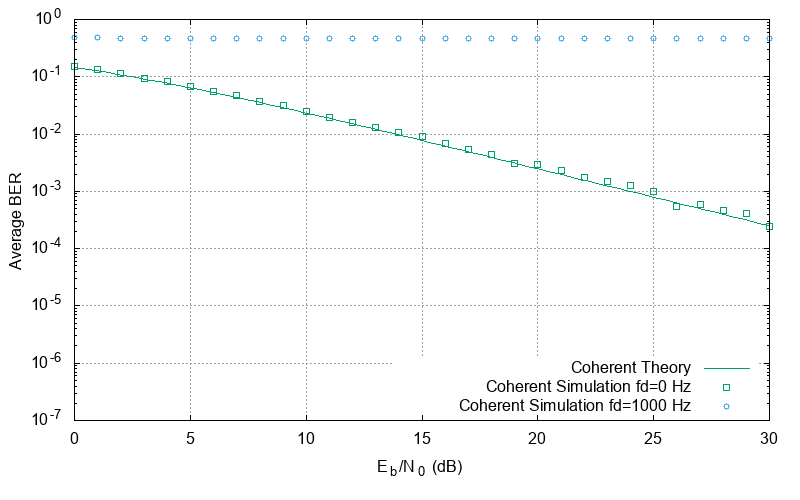 10^0
10^-1
10^-2
10^-3
10^-4
10^-5
10^-6
10^-7
Average BER
Coherent Theory
Coherent Simulation fd=0 Hz
Coherent Simulation fd=1000 Hz
0 5 10 15 20 25 30
E_b/N_0 (dB)